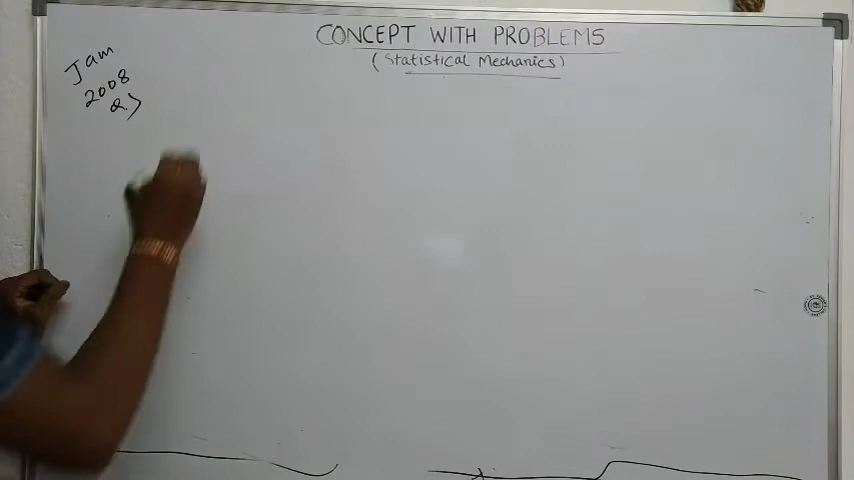 CONCEPT WITH PROBLEMS
(Statistical Mechanics)
Jam
2008
Q.)